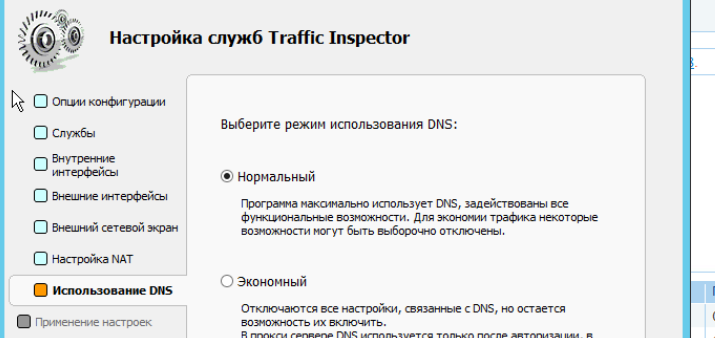 Настройка служб Traffic Inspector
Опции конфигурации
Службы
Внутренние
интерфейсы
Внешние интерфейсы
Внешний сетевой экран
Настройка NAT
Использование DNS
Применение настроек
Выберите режим использования DNS:
Нормальный
Программа максимально использует DNS, задействованы все
функциональные возможности. Для экономии трафика некоторые
возможности могут быть выборочно отключены.
Экономный
Отключаются все настройки, связанные с DNS, но остается
возможность их включить.
В прокси сервере DNS используется только после авторизации, в